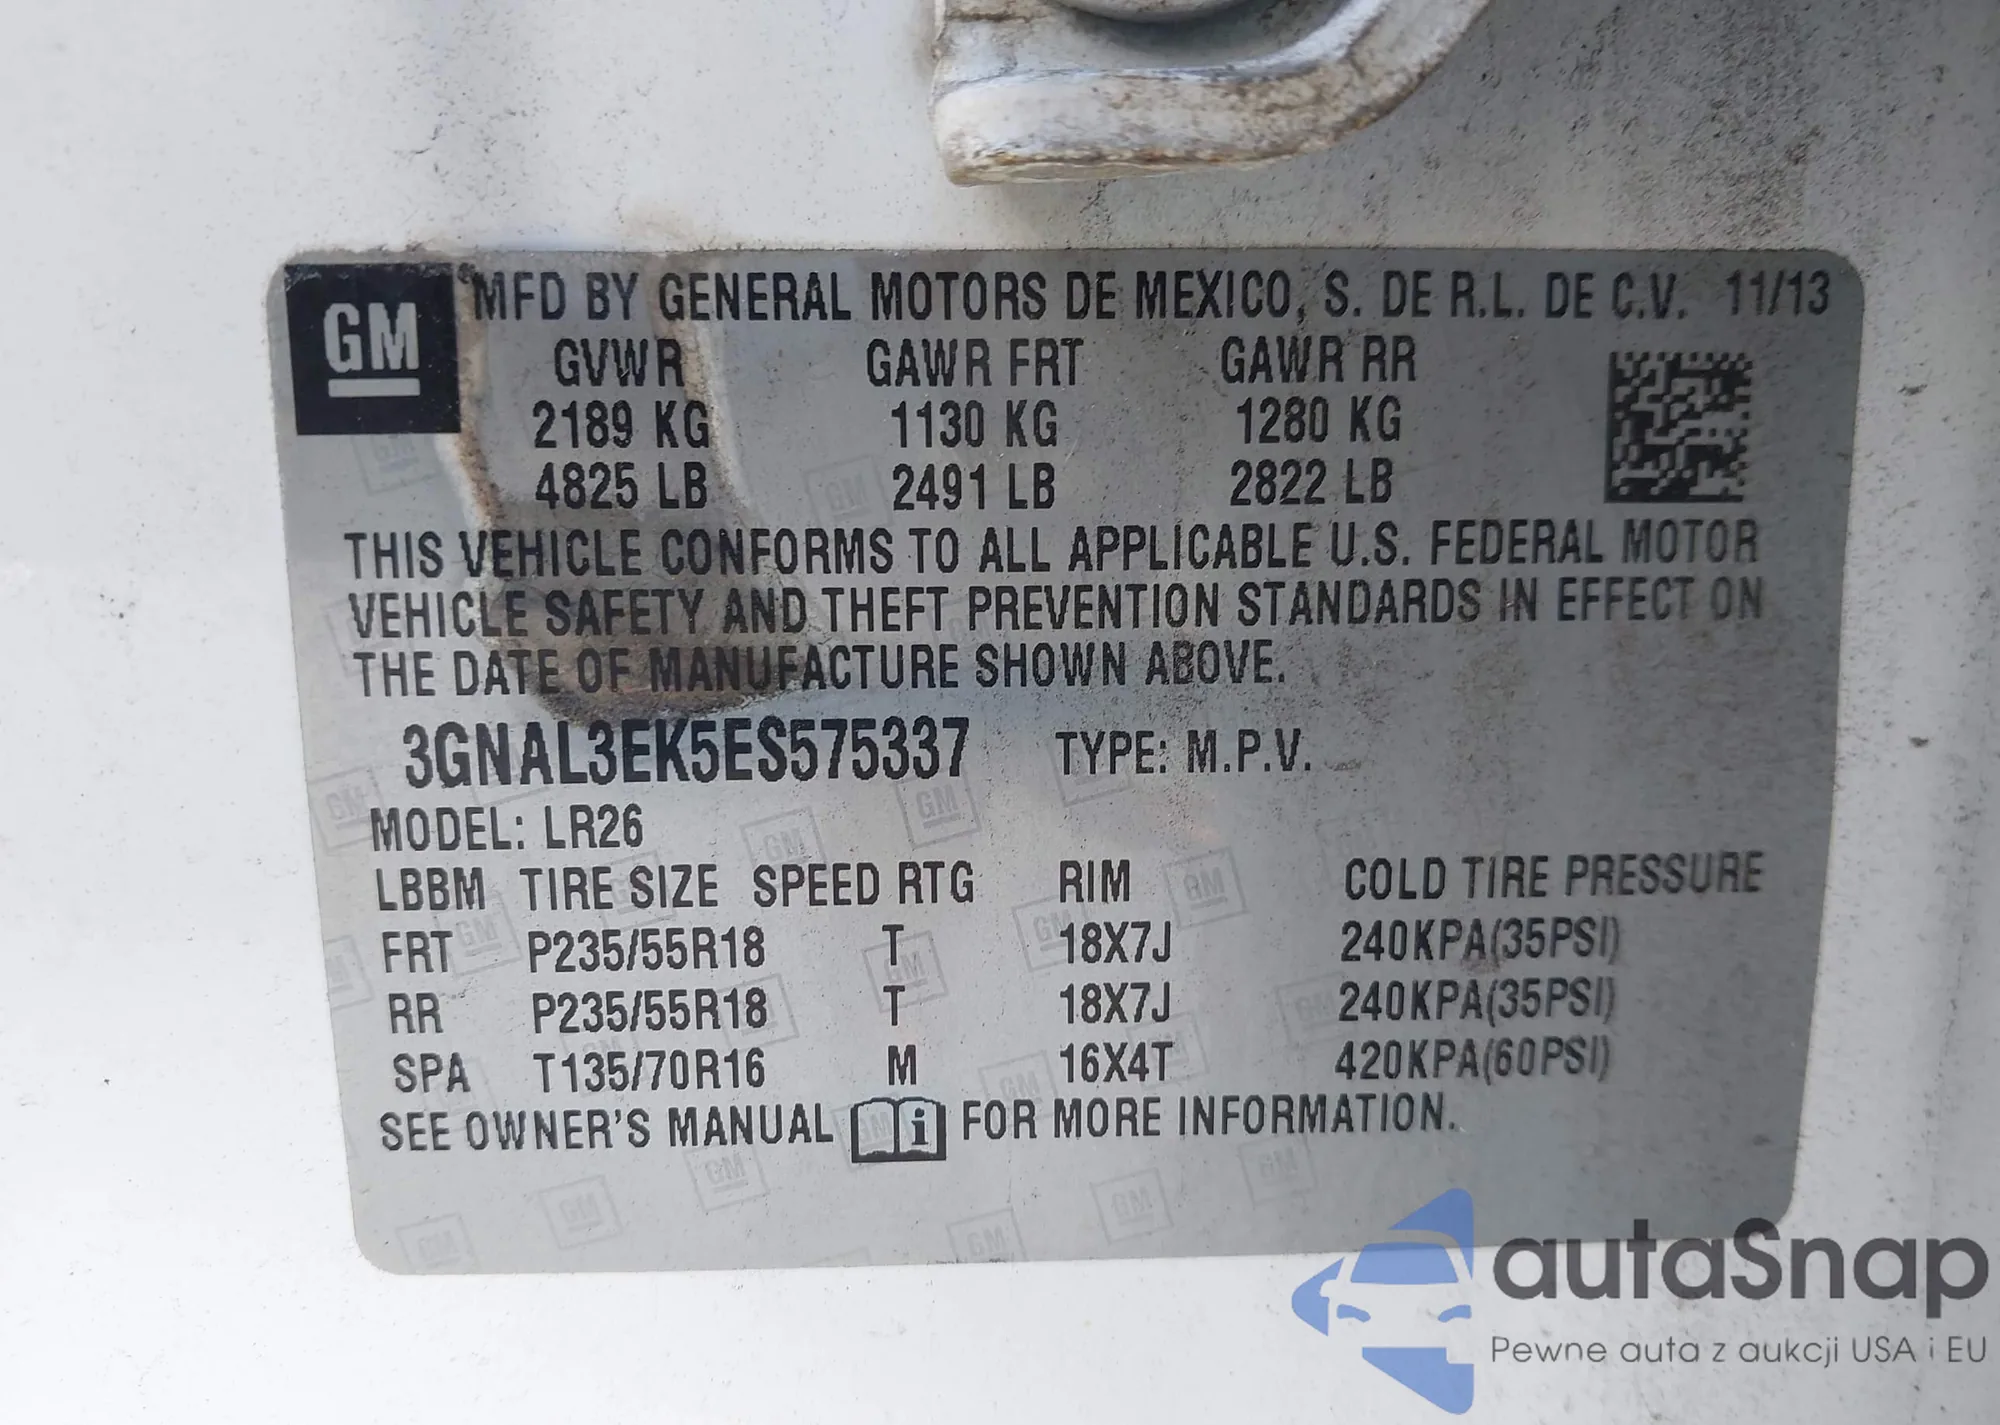 GM
MFD BY GENERAL MOTORS DE MEXICO, S. DE R.L. DE C.V. 11/13
GVWR GAWR FRT GAWR RR
2189 KG 1130 KG 1280 KG
4825 LB 2491 LB 2822 LB
THIS VEHICLE CONFORMS TO ALL APPLICABLE U.S. FEDERAL MOTOR
VEHICLE SAFETY AND THEFT PREVENTION STANDARDS IN EFFECT ON
THE DATE OF MANUFACTURE SHOWN ABOVE.
3GNAL3EK5ES575337 TYPE: M.P.V.
MODEL: LR26
LBBM TIRE SIZE SPEED RTG RIM COLD TIRE PRESSURE
FRT P235/55R18 T 18X7J 240KPA(35PSI)
RR P235/55R18 T 18X7J 240KPA(35PSI)
SPA T135/70R16 M 16X4T 420KPA(60PSI)
SEE OWNER'S MANUAL i FOR MORE INFORMATION.
autaSnap
Pewne auta z aukcji USA i EU